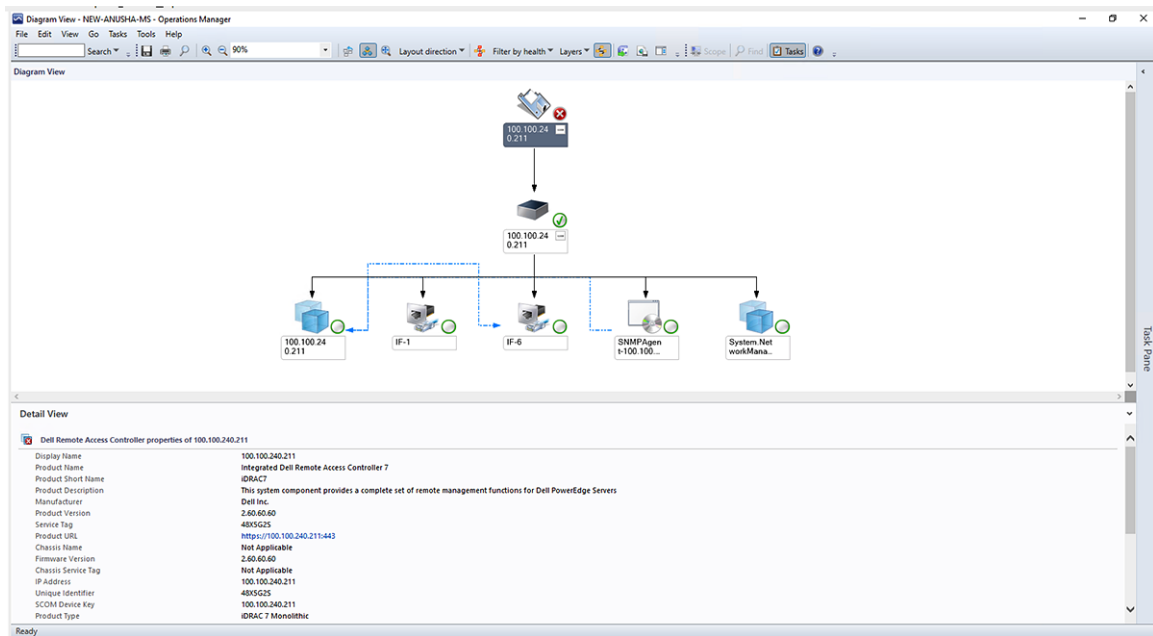 Diagram View - NEW-ANUSHA-MS - Operations Manager
File Edit View Go Tasks Tools Help
Search 90% Layout direction Filter by health Layers Scope Find Tasks
Diagram View
100.100.24
0.211
100.100.24
0.211
100.100.24
0.211
IF-1
IF-6
SNMPAgen
t-100.100...
System.Net
workMana...
Task Pane
Detail View
Dell Remote Access Controller properties of 100.100.240.211
Display Name 100.100.240.211
Product Name Integrated Dell Remote Access Controller 7
Product Short Name iDRAC7
Product Description This system component provides a complete set of remote management functions for Dell PowerEdge Servers
Manufacturer Dell Inc.
Product Version 2.60.60.60
Service Tag 48X5G2S
Product URL https://100.100.240.211:443
Chassis Name Not Applicable
Firmware Version 2.60.60.60
Chassis Service Tag Not Applicable
IP Address 100.100.240.211
Unique Identifier 48X5G2S
SCOM Device Key 100.100.240.211
Product Type iDRAC 7 Monolithic
Ready